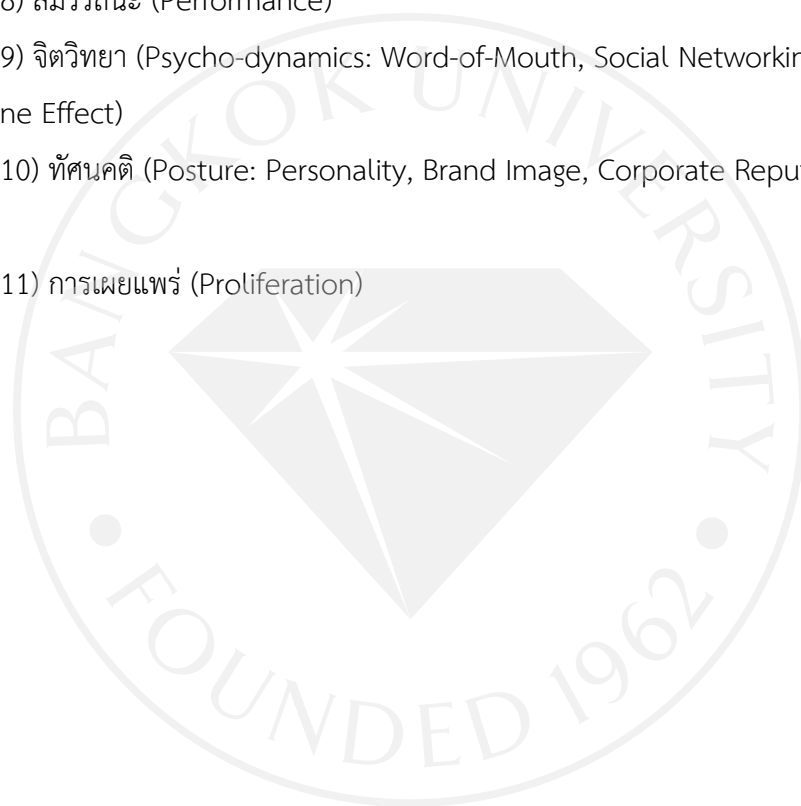 8) สมรรถนะ (Performance)
9) จิตวิทยา (Psycho-dynamics: Word-of-Mouth, Social Networkin
ne Effect)
10) ทัศนคติ (Posture: Personality, Brand Image, Corporate Repu
11) การเผยแพร่ (Proliferation)
BANGKOK UNIVERSITY
FOUNDED 1962